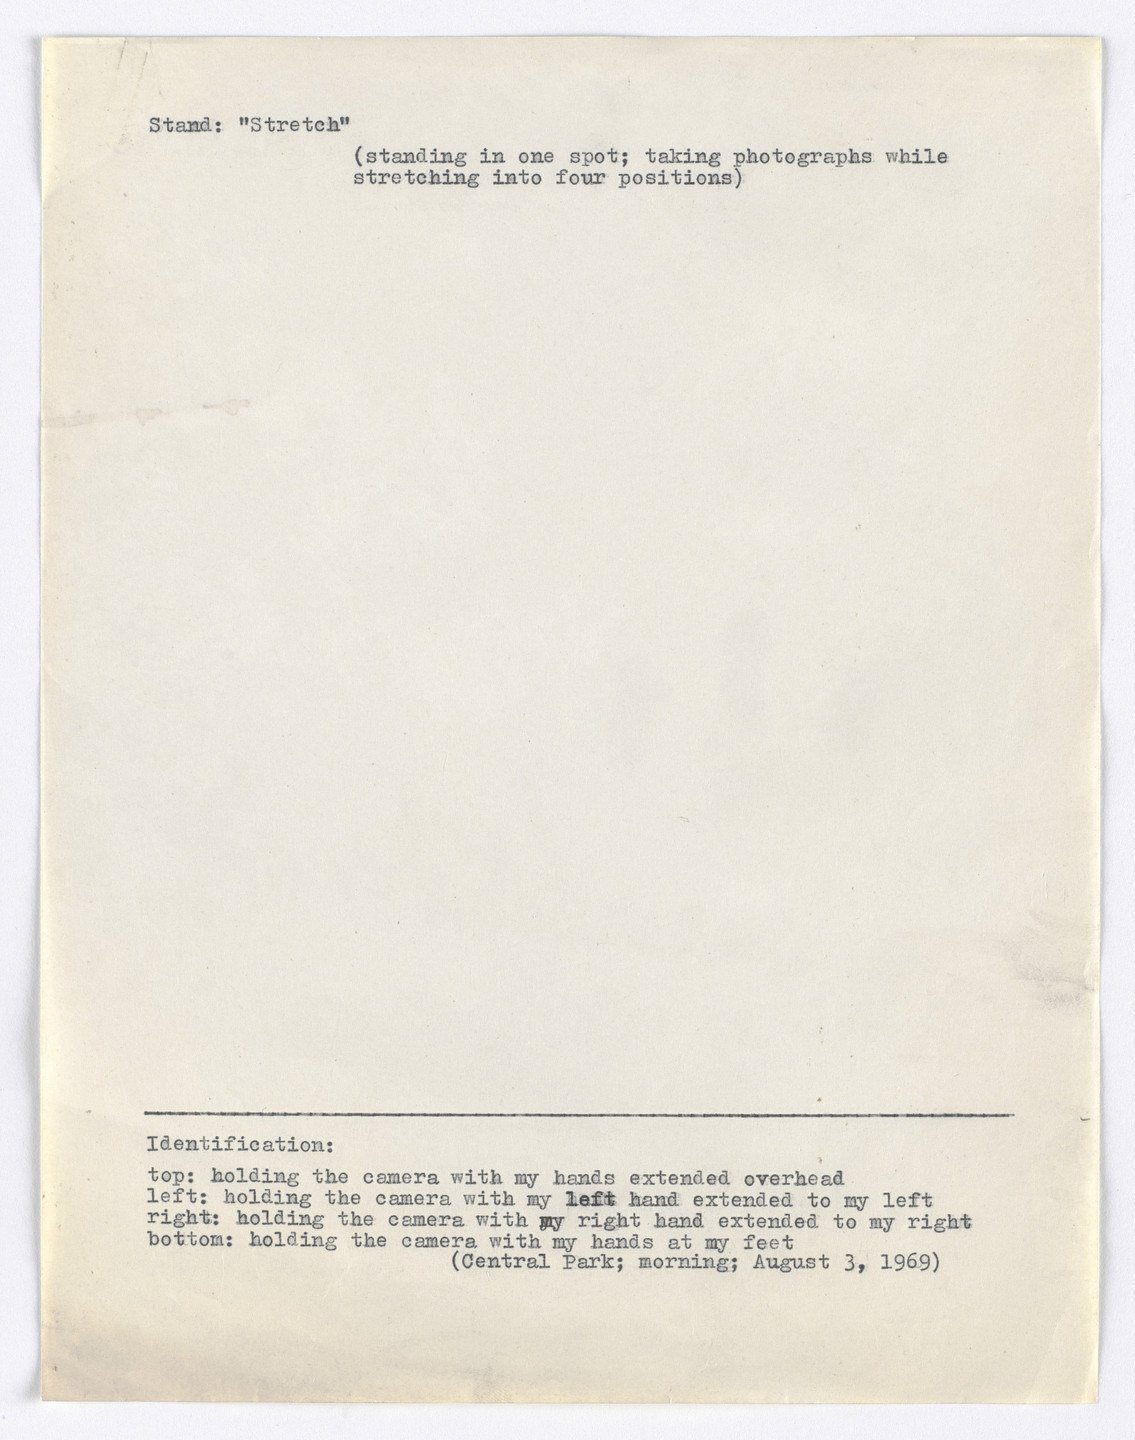 Stand: "Stretch"
(standing in one spot; taking photographs while
stretching into four positions)
Identification:
top: holding the camera with my hands extended overhead
left: holding the camera with my left hand extended to my left
right: holding the camera with my right hand extended to my right
bottom: holding the camera with my hands at my feet
(Central Park; morning; August 3, 1969)